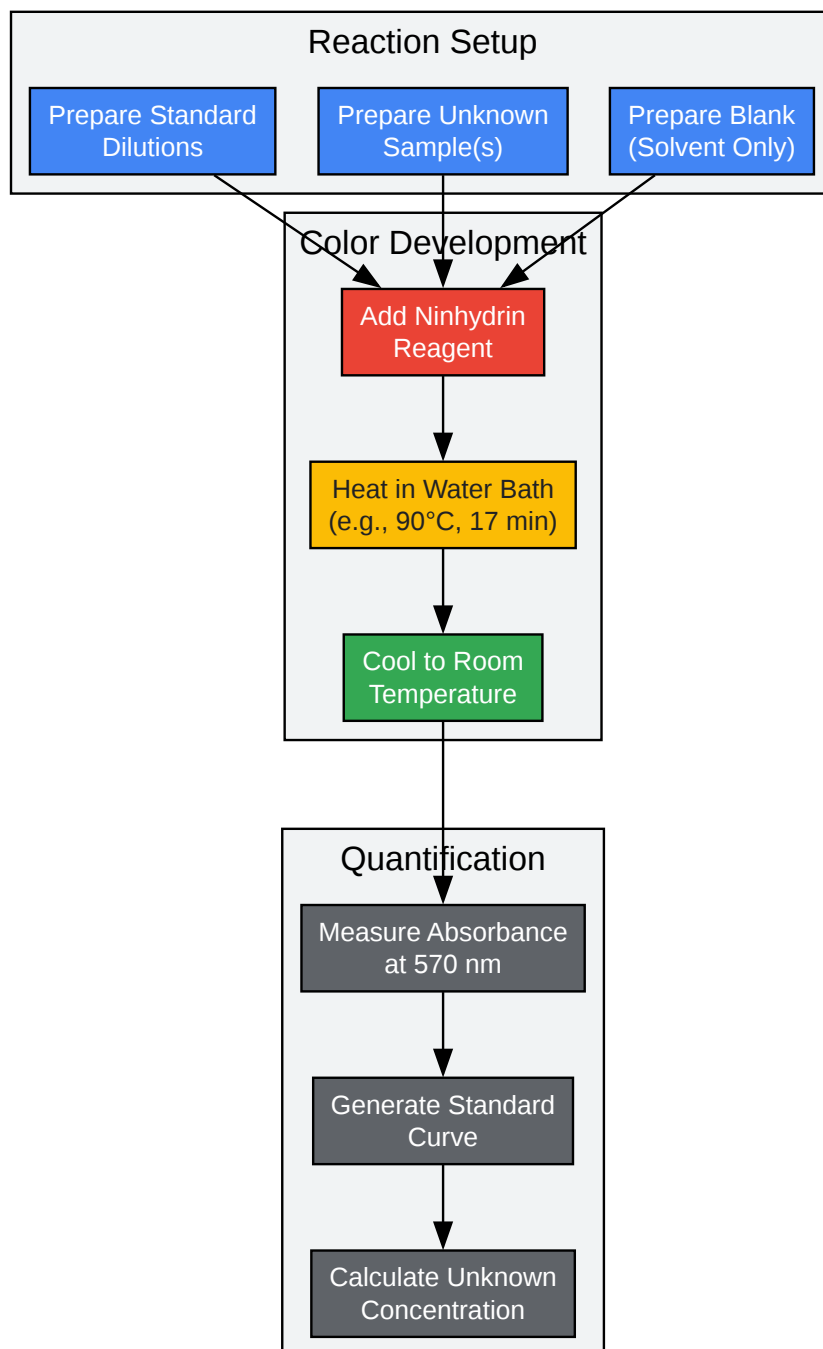 Reaction Setup
Prepare Standard
Dilutions
Prepare Unknown
Sample(s)
Prepare Blank
(Solvent Only)
Color Development
Add Ninhydrin
Reagent
Heat in Water Bath
(e.g., 90°C, 17 min)
Cool to Room
Temperature
Quantification
Measure Absorbance
at 570 nm
Generate Standard
Curve
Calculate Unknown
Concentration